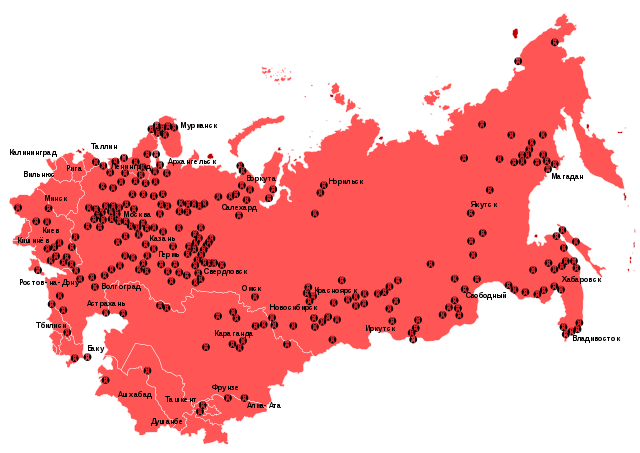 Мурманск
Таллин
Калининград
Ленинград
Архангельск
Рига
Вильнюс
Воркута
Норильск
Магадан
Минск
Салехард
Якутск
Москва
Киев
Казань
Кишинёв
Пермь
Свердловск
Хабаровск
Ростов-на-Дону
Волгоград
Омск
Красноярск
Свободный
Астрахань
Новосибирск
Тбилиси
Иркутск
Караганда
Владивосток
Баку
Фрунзе
Ашхабад
Ташкент
Алма-Ата
Душанбе